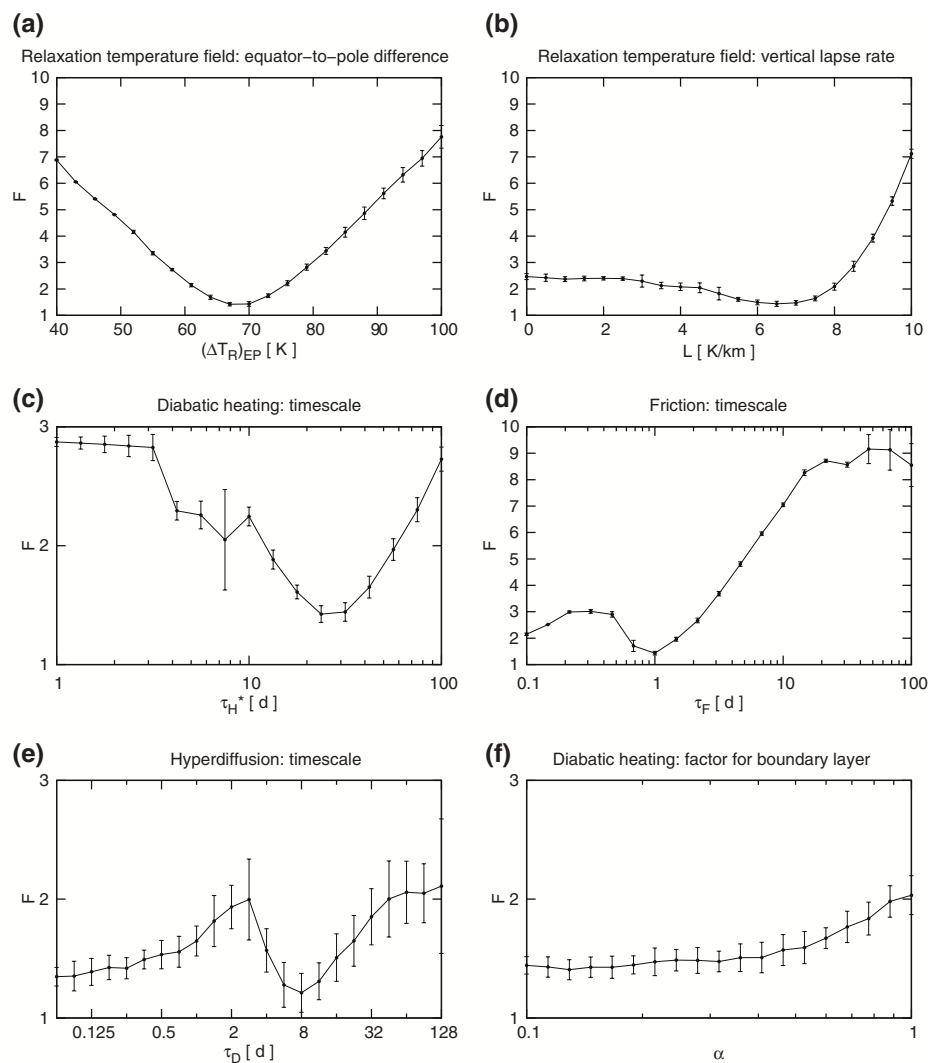 (a)
Relaxation temperature field: equator−to−pole difference
10
9
8
7
6
5
4
3
2
1
F
40 50 60 70 80 90 100
(ΔT_R)_EP [ K ]
(b)
Relaxation temperature field: vertical lapse rate
10
9
8
7
6
5
4
3
2
1
F
0 2 4 6 8 10
L [ K/km ]
(c)
Diabatic heating: timescale
3
2
1
F
1 10 100
τ_H* [ d ]
(d)
Friction: timescale
10
9
8
7
6
5
4
3
2
1
F
0.1 1 10 100
τ_F [ d ]
(e)
Hyperdiffusion: timescale
3
2
1
F
0.125 0.5 2 8 32 128
τ_D [ d ]
(f)
Diabatic heating: factor for boundary layer
3
2
1
F
0.1 1
α